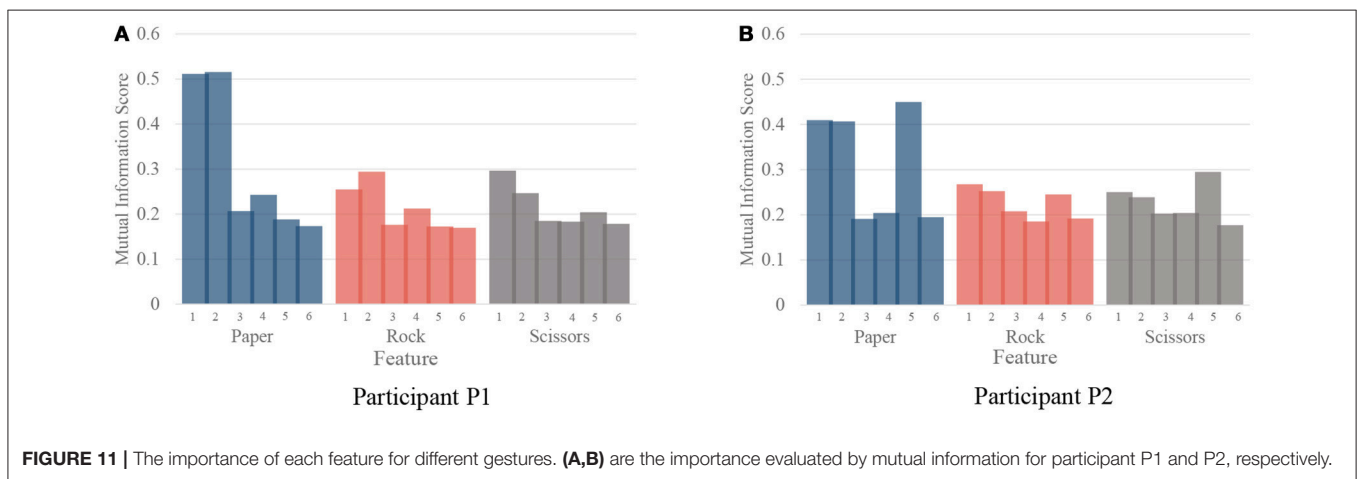 A
Mutual Information Score
0.6
0.5
0.4
0.3
0.2
0.1
0
1 2 3 4 5 6 1 2 3 4 5 6 1 2 3 4 5 6
Paper Rock Scissors
Feature
Participant P1
B
Mutual Information Score
0.6
0.5
0.4
0.3
0.2
0.1
0
1 2 3 4 5 6 1 2 3 4 5 6 1 2 3 4 5 6
Paper Rock Scissors
Feature
Participant P2
FIGURE 11 | The importance of each feature for different gestures. (A,B) are the importance evaluated by mutual information for participant P1 and P2, respectively.